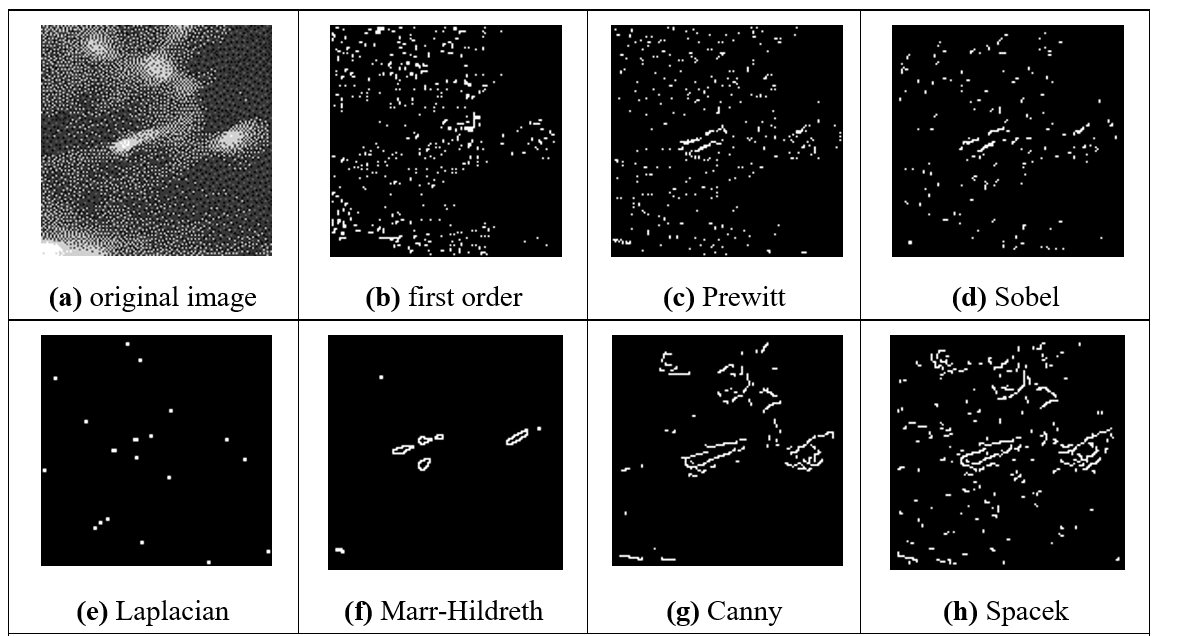 (a) original image
(b) first order
(c) Prewitt
(d) Sobel
(e) Laplacian
(f) Marr-Hildreth
(g) Canny
(h) Spacek